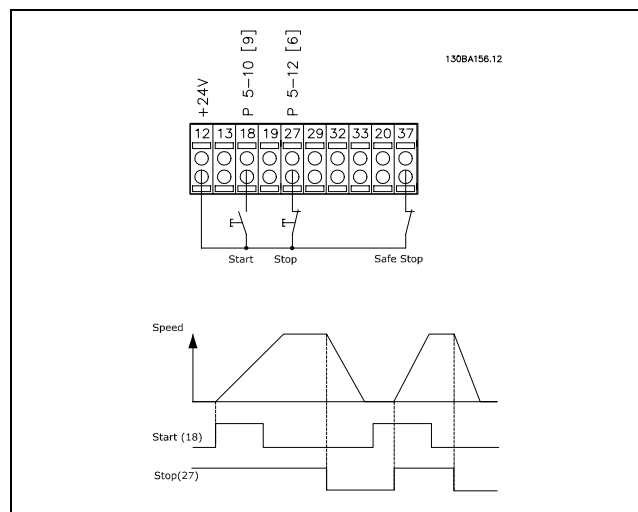 130BA156.12
+24V
P 5-10 [9]
P 5-12 [6]
12 13 18 19 27 29 32 33 20 37
Start Stop Safe Stop
Speed
Start (18)
Stop(27)